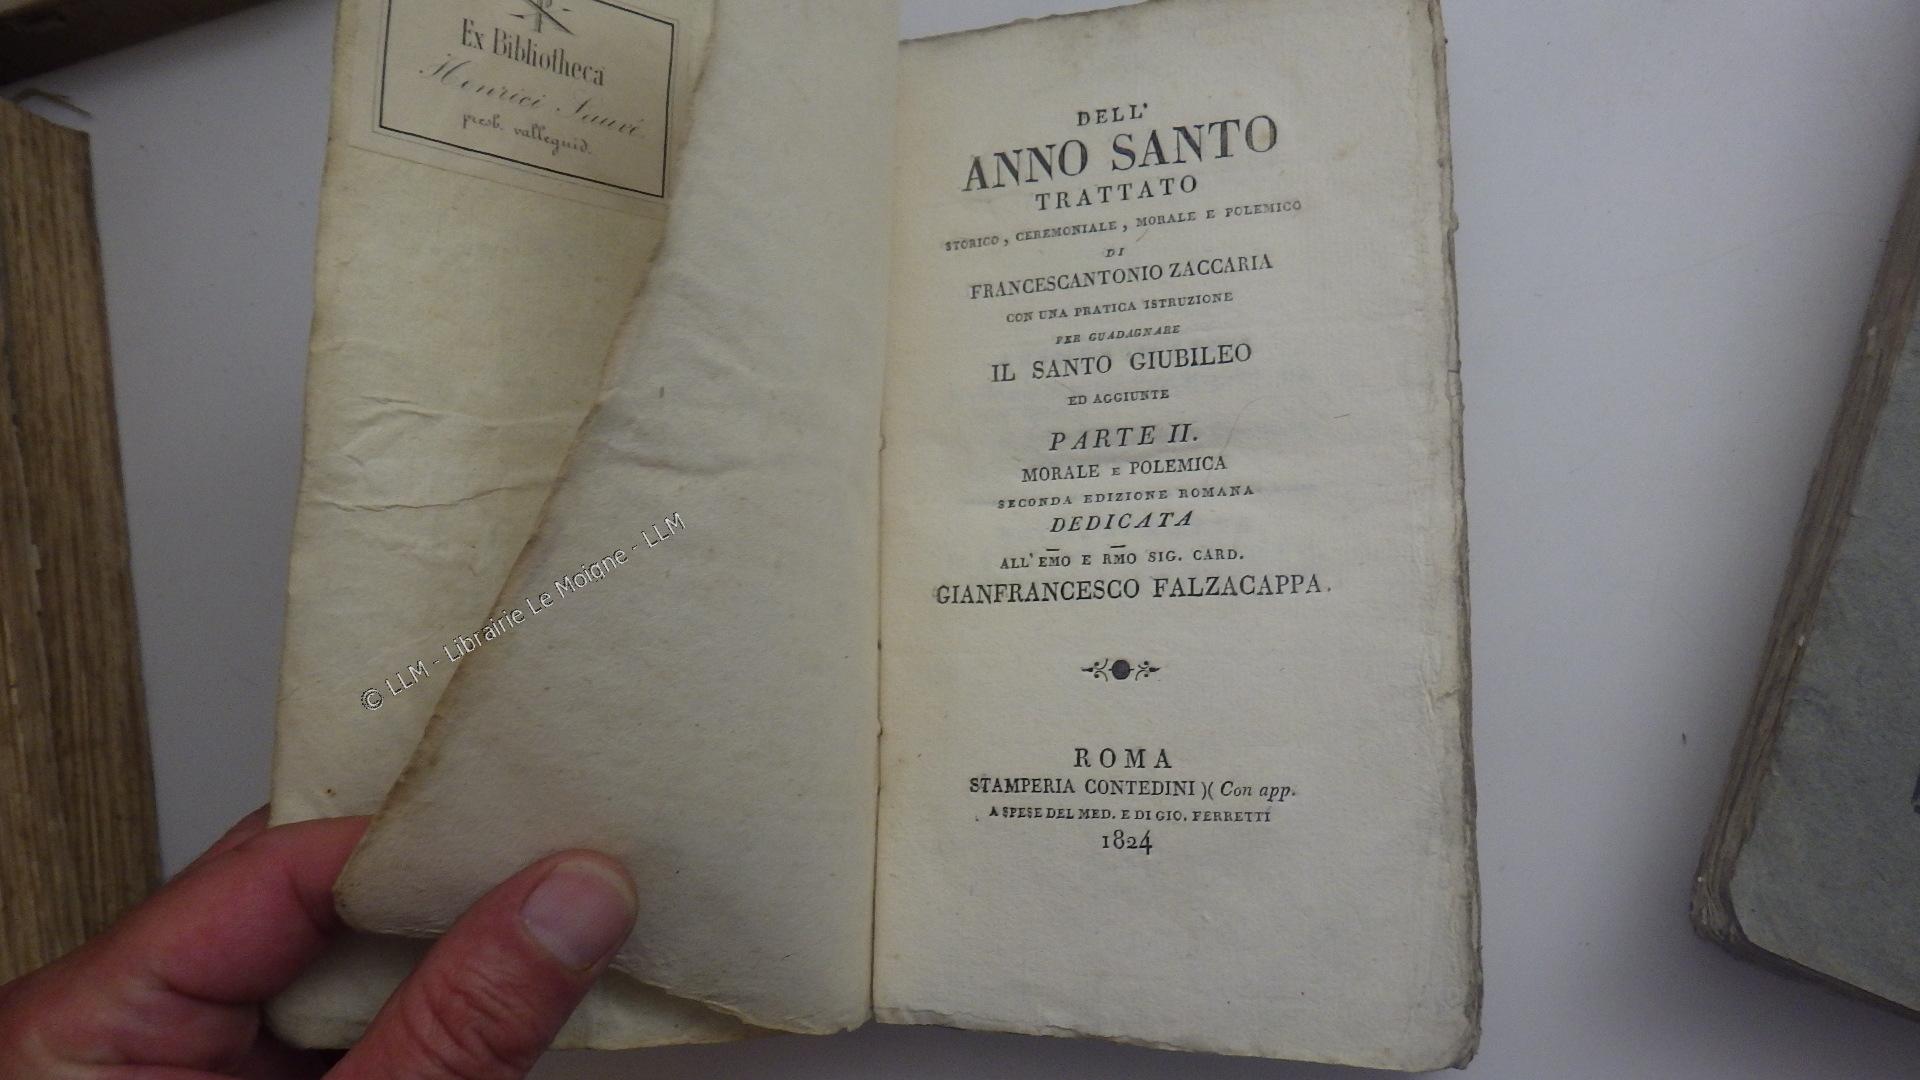 Ex Bibliotheca
Henrici Sauvé
presb. valleguid.
DELL'
ANNO SANTO
TRATTATO
STORICO, CEREMONIALE, MORALE E POLEMICO
DI
FRANCESCANTONIO ZACCARIA
CON UNA PRATICA ISTRUZIONE
PER GUADAGNARE
IL SANTO GIUBILEO
ED AGGIUNTE
PARTE II.
MORALE E POLEMICA
SECONDA EDIZIONE ROMANA
DEDICATA
ALL' EM̅O E RM̅O SIG. CARD.
GIANFRANCESCO FALZACAPPA.
ROMA
STAMPERIA CONTEDINI )( Con app.
A SPESE DEL MED. E DI GIO. FERRETTI
1824
© LLM - Librairie Le Moigne - LLM